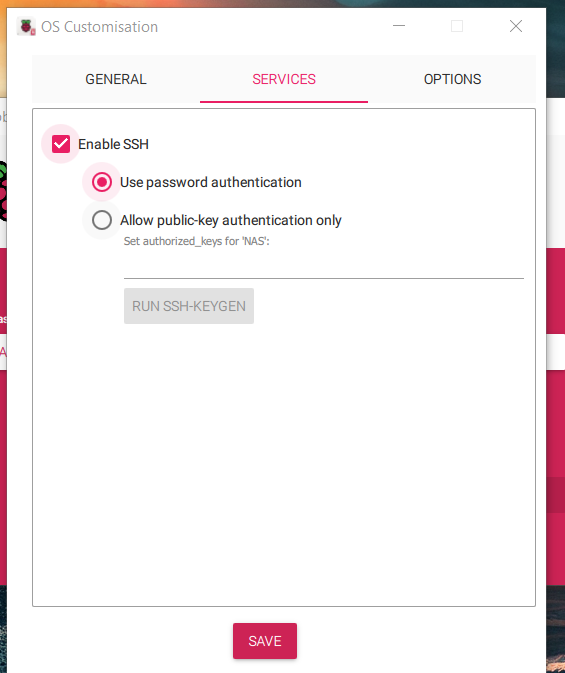 OS Customisation
GENERAL
SERVICES
OPTIONS
Enable SSH
Use password authentication
Allow public-key authentication only
Set authorized_keys for 'NAS':
RUN SSH-KEYGEN
SAVE